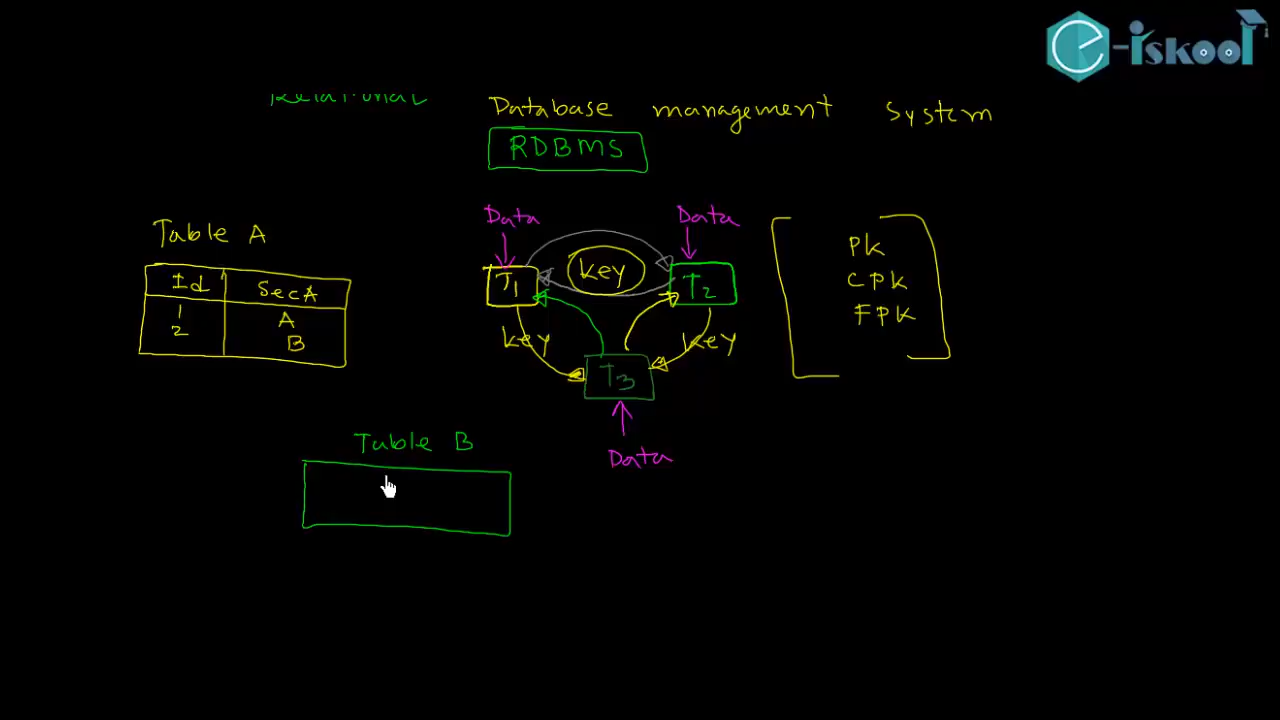 e-iskool
Relational Database management System
RDBMS
Data Data
Table A
Id SecA
1 A
2 B
T1 key T2
key key
T3
Data
PK
CPK
FPK
Table B